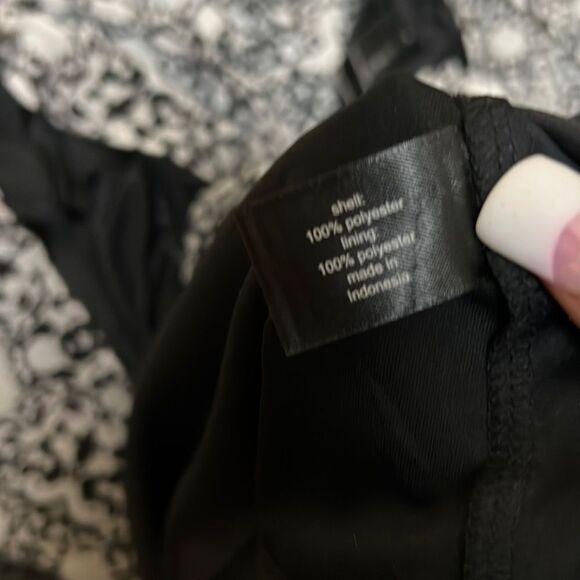 shell:
100% polyester
lining:
100% polyester
made in
Indonesia